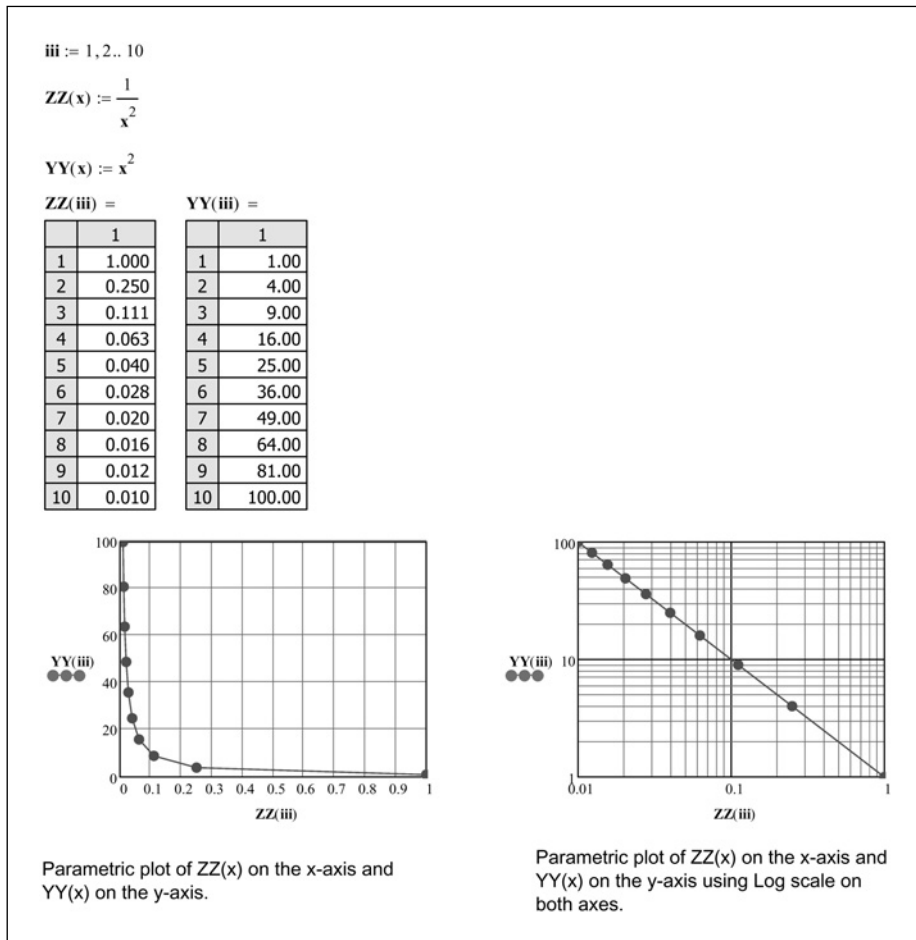 iii := 1, 2.. 10
ZZ(x) := 1/x^2
YY(x) := x^2
ZZ(iii) = YY(iii) =
1 1
1 1.000 1 1.00
2 0.250 2 4.00
3 0.111 3 9.00
4 0.063 4 16.00
5 0.040 5 25.00
6 0.028 6 36.00
7 0.020 7 49.00
8 0.016 8 64.00
9 0.012 9 81.00
10 0.010 10 100.00
100
80
60
YY(iii)
40
20
0
0 0.1 0.2 0.3 0.4 0.5 0.6 0.7 0.8 0.9 1
ZZ(iii)
Parametric plot of ZZ(x) on the x-axis and
YY(x) on the y-axis.
100
YY(iii)
10
1
0.01 0.1 1
ZZ(iii)
Parametric plot of ZZ(x) on the x-axis and
YY(x) on the y-axis using Log scale on
both axes.